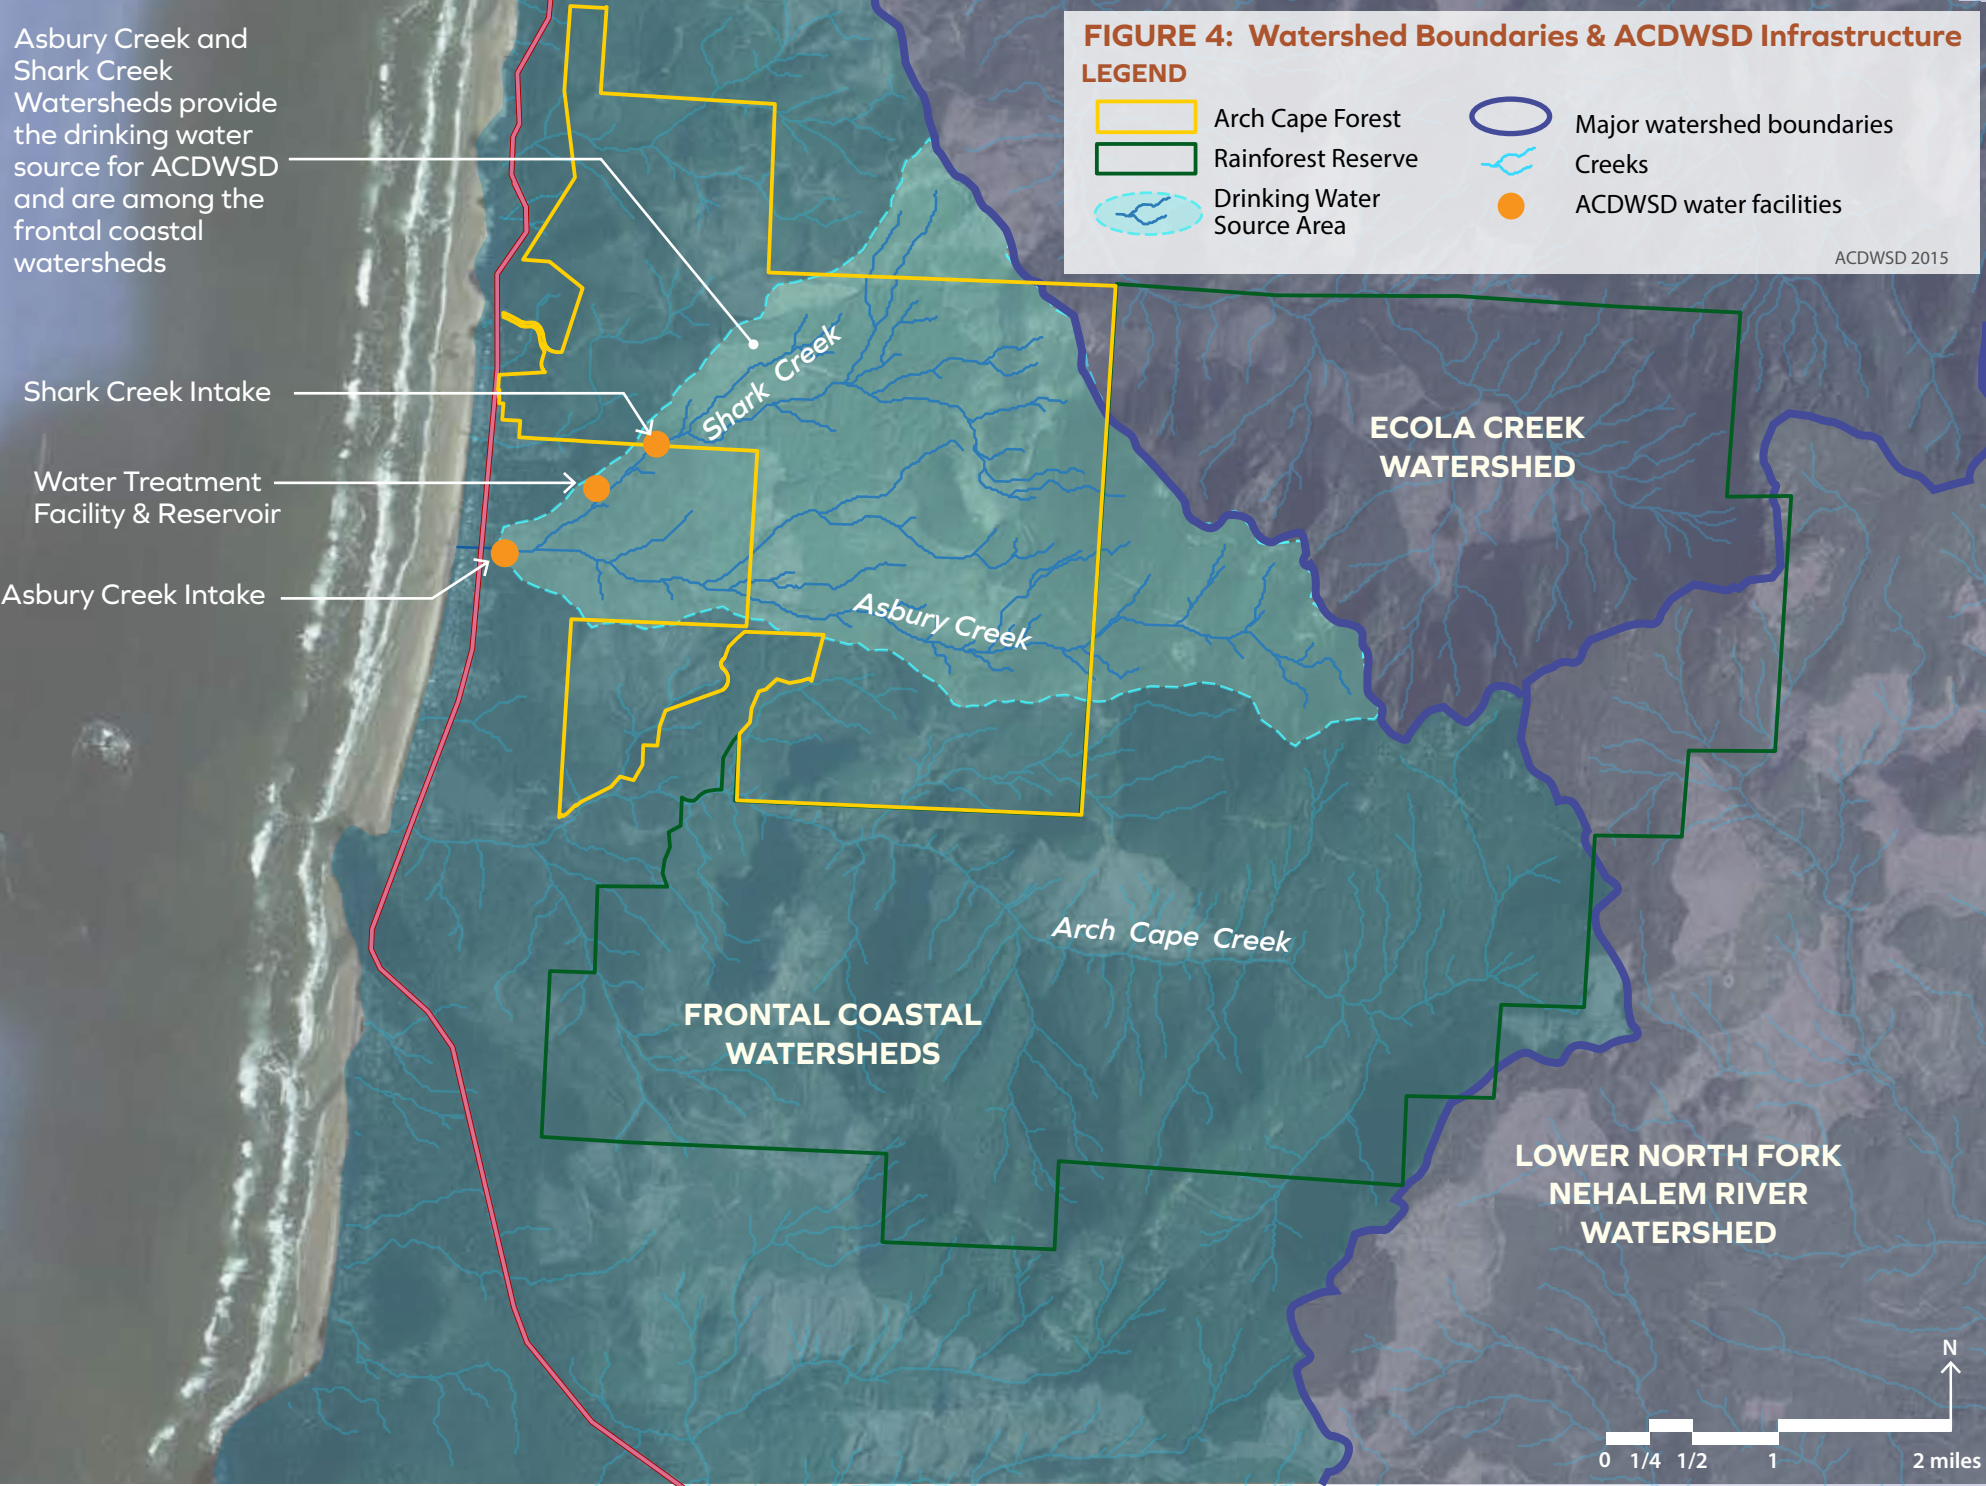 Asbury Creek and
Shark Creek
Watersheds provide
the drinking water
source for ACDWSD
and are among the
frontal coastal
watersheds
FIGURE 4: Watershed Boundaries & ACDWSD Infrastructure
LEGEND
Arch Cape Forest
Rainforest Reserve
Drinking Water
Source Area
Major watershed boundaries
Creeks
ACDWSD water facilities
ACDWSD 2015
Shark Creek
Shark Creek Intake
ECOLA CREEK
WATERSHED
Water Treatment
Facility & Reservoir
Asbury Creek Intake
Asbury Creek
Arch Cape Creek
FRONTAL COASTAL
WATERSHEDS
LOWER NORTH FORK
NEHALEM RIVER
WATERSHED
N
0 1/4 1/2 1 2 miles